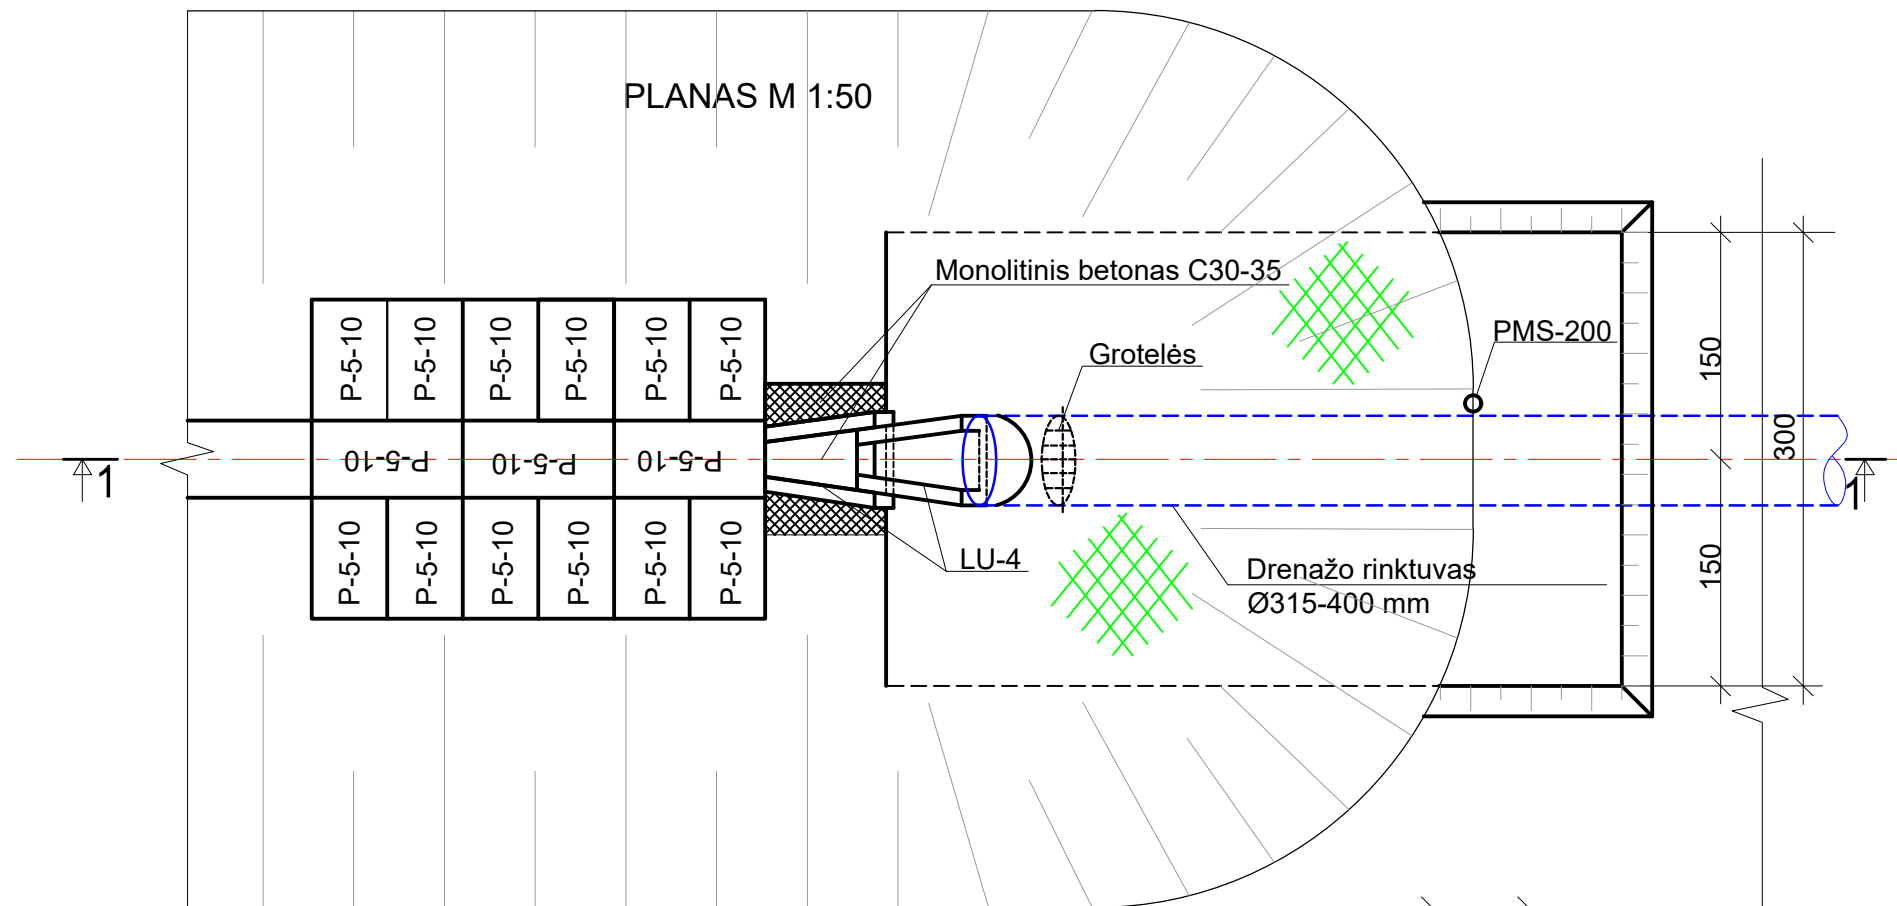 PLANAS M 1:50
Monolitinis betonas C30-35
PMS-200
Grotelės
P-5-10 P-5-10 P-5-10 P-5-10 P-5-10 P-5-10
150
300
P-5-10 P-5-10 P-5-10
1
1
P-5-10 P-5-10 P-5-10 P-5-10 P-5-10 P-5-10
LU-4
Drenažo rinktuvas
Ø315-400 mm
150